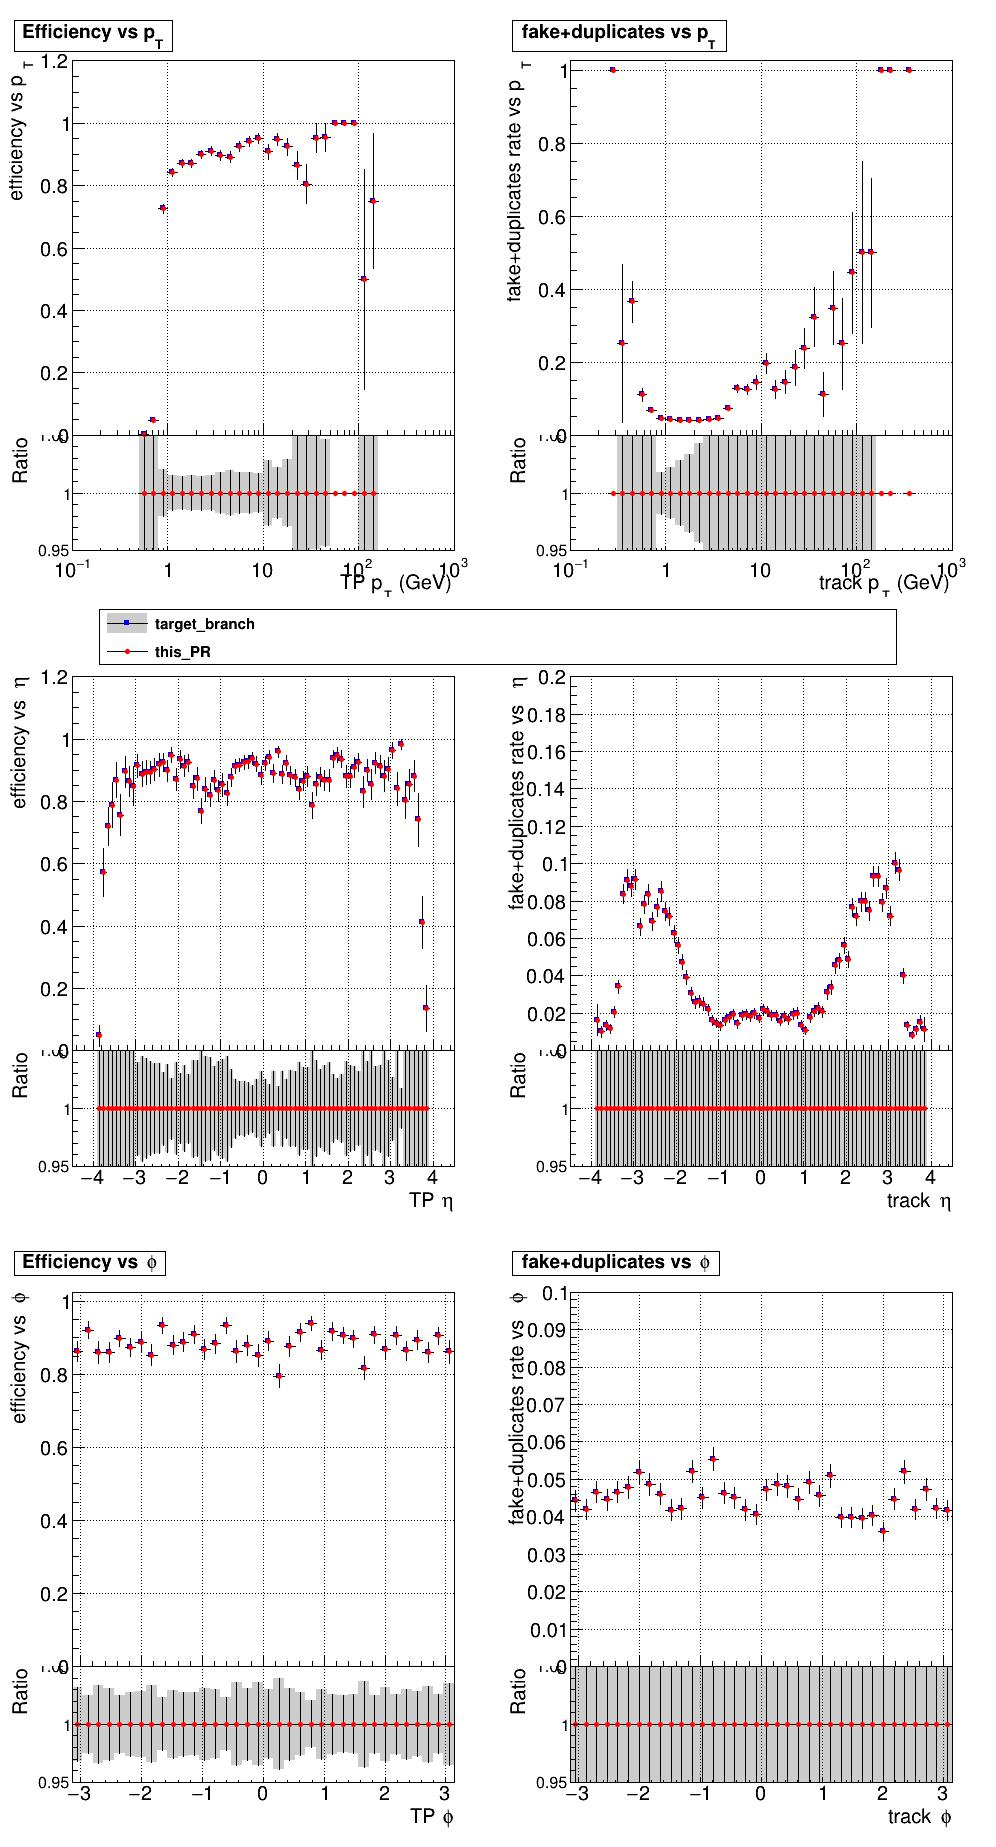 Efficiency vs p_T
fake+duplicates vs p_T
efficiency vs p_T
1.2
1
0.8
0.6
0.4
0.2
0
Ratio
1
0.95
10^-1
1
10
10^2
10^3
TP p_T (GeV)
fake+duplicates rate vs p_T
1
0.8
0.6
0.4
0.2
0
Ratio
1
0.95
10^-1
1
10
10^2
10^3
track p_T (GeV)
target_branch
this_PR
efficiency vs η
1.2
1
0.8
0.6
0.4
0.2
0
Ratio
1
0.95
−4 −3 −2 −1 0 1 2 3 4
TP η
fake+duplicates rate vs η
0.2
0.18
0.16
0.14
0.12
0.1
0.08
0.06
0.04
0.02
0
Ratio
1
0.95
−4 −3 −2 −1 0 1 2 3 4
track η
Efficiency vs ϕ
fake+duplicates vs ϕ
efficiency vs ϕ
1
0.8
0.6
0.4
0.2
0
Ratio
1
0.95
−3 −2 −1 0 1 2 3
TP ϕ
fake+duplicates rate vs ϕ
0.1
0.09
0.08
0.07
0.06
0.05
0.04
0.03
0.02
0.01
0
Ratio
1
0.95
−3 −2 −1 0 1 2 3
track ϕ